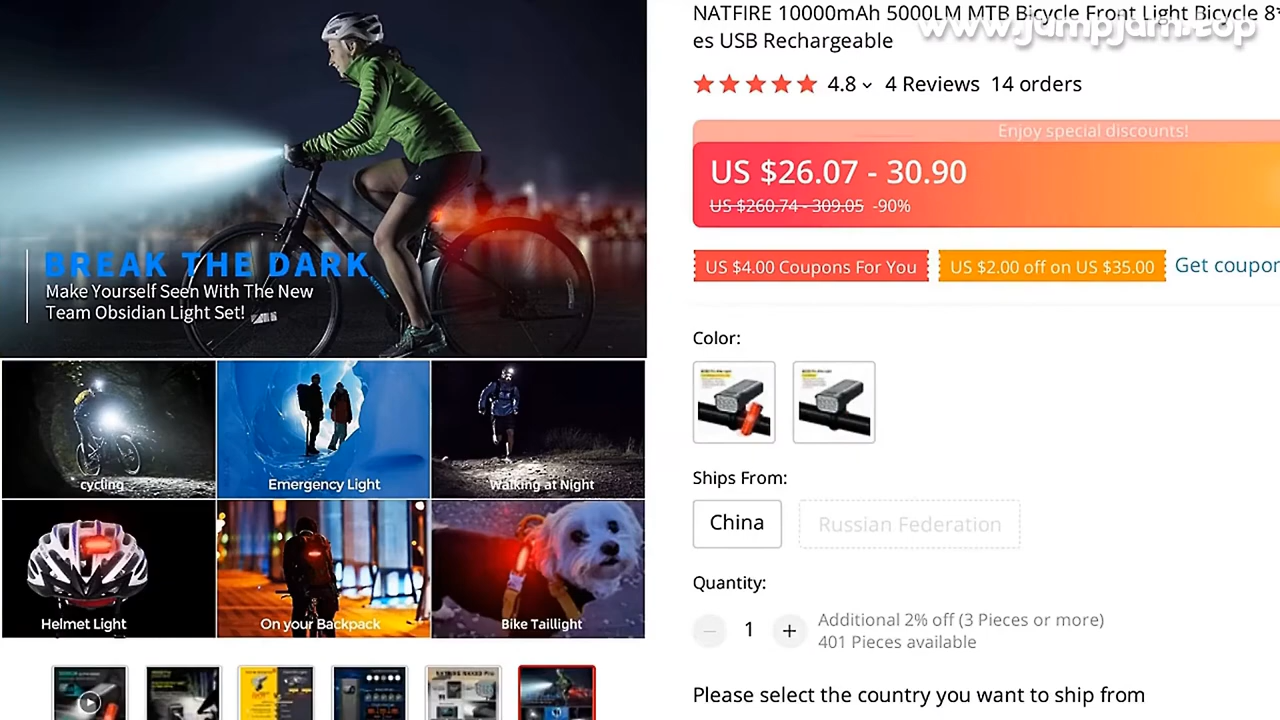 NATFIRE 10000mAh 5000LM MTB Bicycle Front Light Bicycle 8*
es USB Rechargeable
www.jampjam.top
4.8 4 Reviews 14 orders
Enjoy special discounts!
US $26.07 - 30.90
US $260.74 - 309.05 -90%
US $4.00 Coupons For You
US $2.00 off on US $35.00
Get coupon
Color:
Ships From:
China
Russian Federation
Quantity:
1
Additional 2% off (3 Pieces or more)
401 Pieces available
Please select the country you want to ship from
BREAK THE DARK
Make Yourself Seen With The New
Team Obsidian Light Set!
cycling
Emergency Light
Walking at Night
Helmet Light
On your Backpack
Bike Taillight